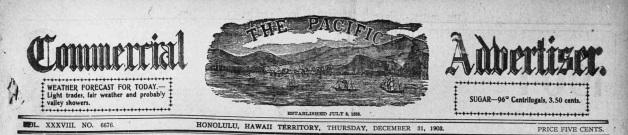 THE PACIFIC
Commercial Advertiser.
WEATHER FORECAST FOR TODAY.—
Light trades, fair weather and probab'y
valley showers.
ESTABLISHED JULY 2, 1856.
SUGAR—96° Centrifugals, 3.50 cents.
VOL. XXXVIII. NO. 6676.
HONOLULU, HAWAII TERRITORY, THURSDAY, DECEMBER 31, 1903.
PRICE FIVE CENTS.